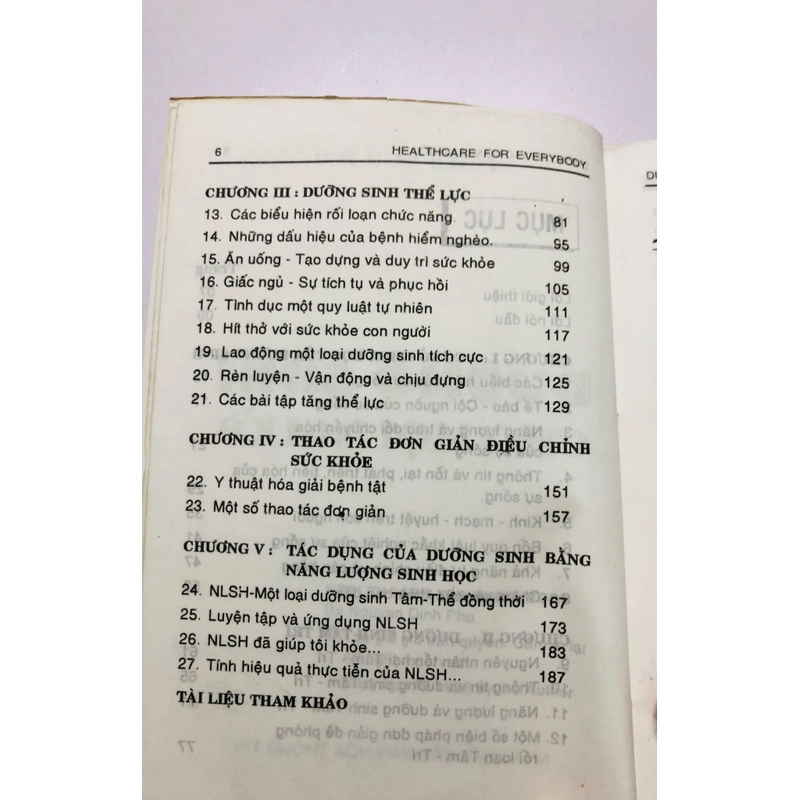 6 HEALTHCARE FOR EVERYBODY
CHƯƠNG III : DƯỠNG SINH THỂ LỰC
13. Các biểu hiện rối loạn chức năng 81
14. Những dấu hiệu của bệnh hiểm nghèo. 95
15. Ăn uống - Tạo dựng và duy trì sức khỏe 99
16. Giấc ngủ - Sự tích tụ và phục hồi 105
17. Tình dục một quy luật tự nhiên 111
18. Hít thở với sức khỏe con người 117
19. Lao động một loại dưỡng sinh tích cực 121
20. Rèn luyện - Vận động và chịu đựng 125
21. Các bài tập tăng thể lực 129
CHƯƠNG IV : THAO TÁC ĐƠN GIẢN ĐIỀU CHỈNH
SỨC KHỎE
22. Y thuật hóa giải bệnh tật 151
23. Một số thao tác đơn giản 157
CHƯƠNG V : TÁC DỤNG CỦA DƯỠNG SINH BẰNG
NĂNG LƯỢNG SINH HỌC
24. NLSH-Một loại dưỡng sinh Tâm-Thể đồng thời 167
25. Luyện tập và ứng dụng NLSH 173
26. NLSH đã giúp tôi khỏe... 183
27. Tính hiệu quả thực tiễn của NLSH... 187
TÀI LIỆU THAM KHẢO